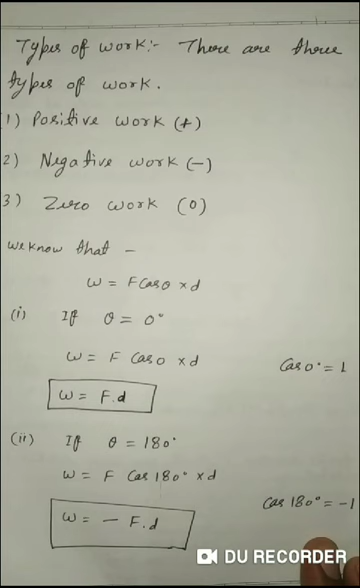 Types of work:- There are three
types of work.
1) Positive work (+)
2) Negative work (-)
3) Zero work (0)
We know that -
W = F Cosθ × d
(i) If θ = 0°
W = F Cos0 × d
Cos 0° = 1
W = F.d
(ii) If θ = 180°
W = F Cos 180° × d
Cos 180° = -1
W = - F.d
DU RECORDER